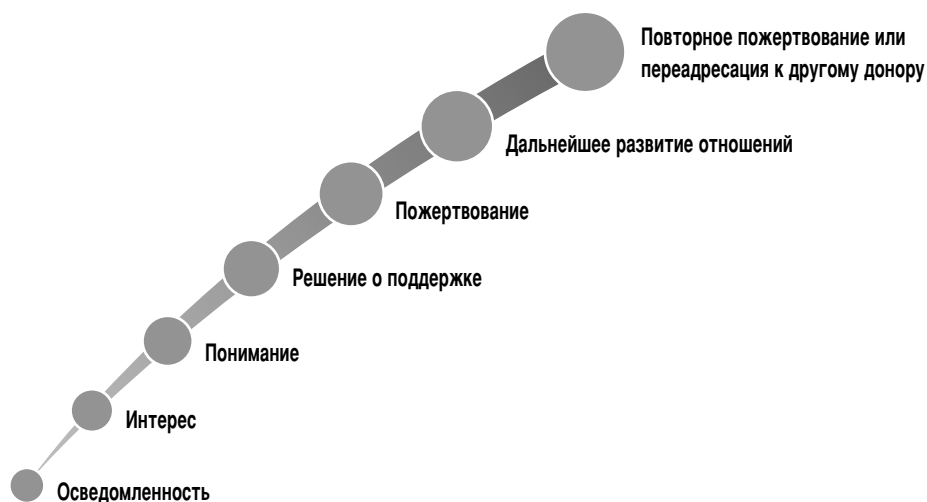 Повторное пожертвование или
переадресация к другому донору
Дальнейшее развитие отношений
Пожертвование
Решение о поддержке
Понимание
Интерес
Осведомленность